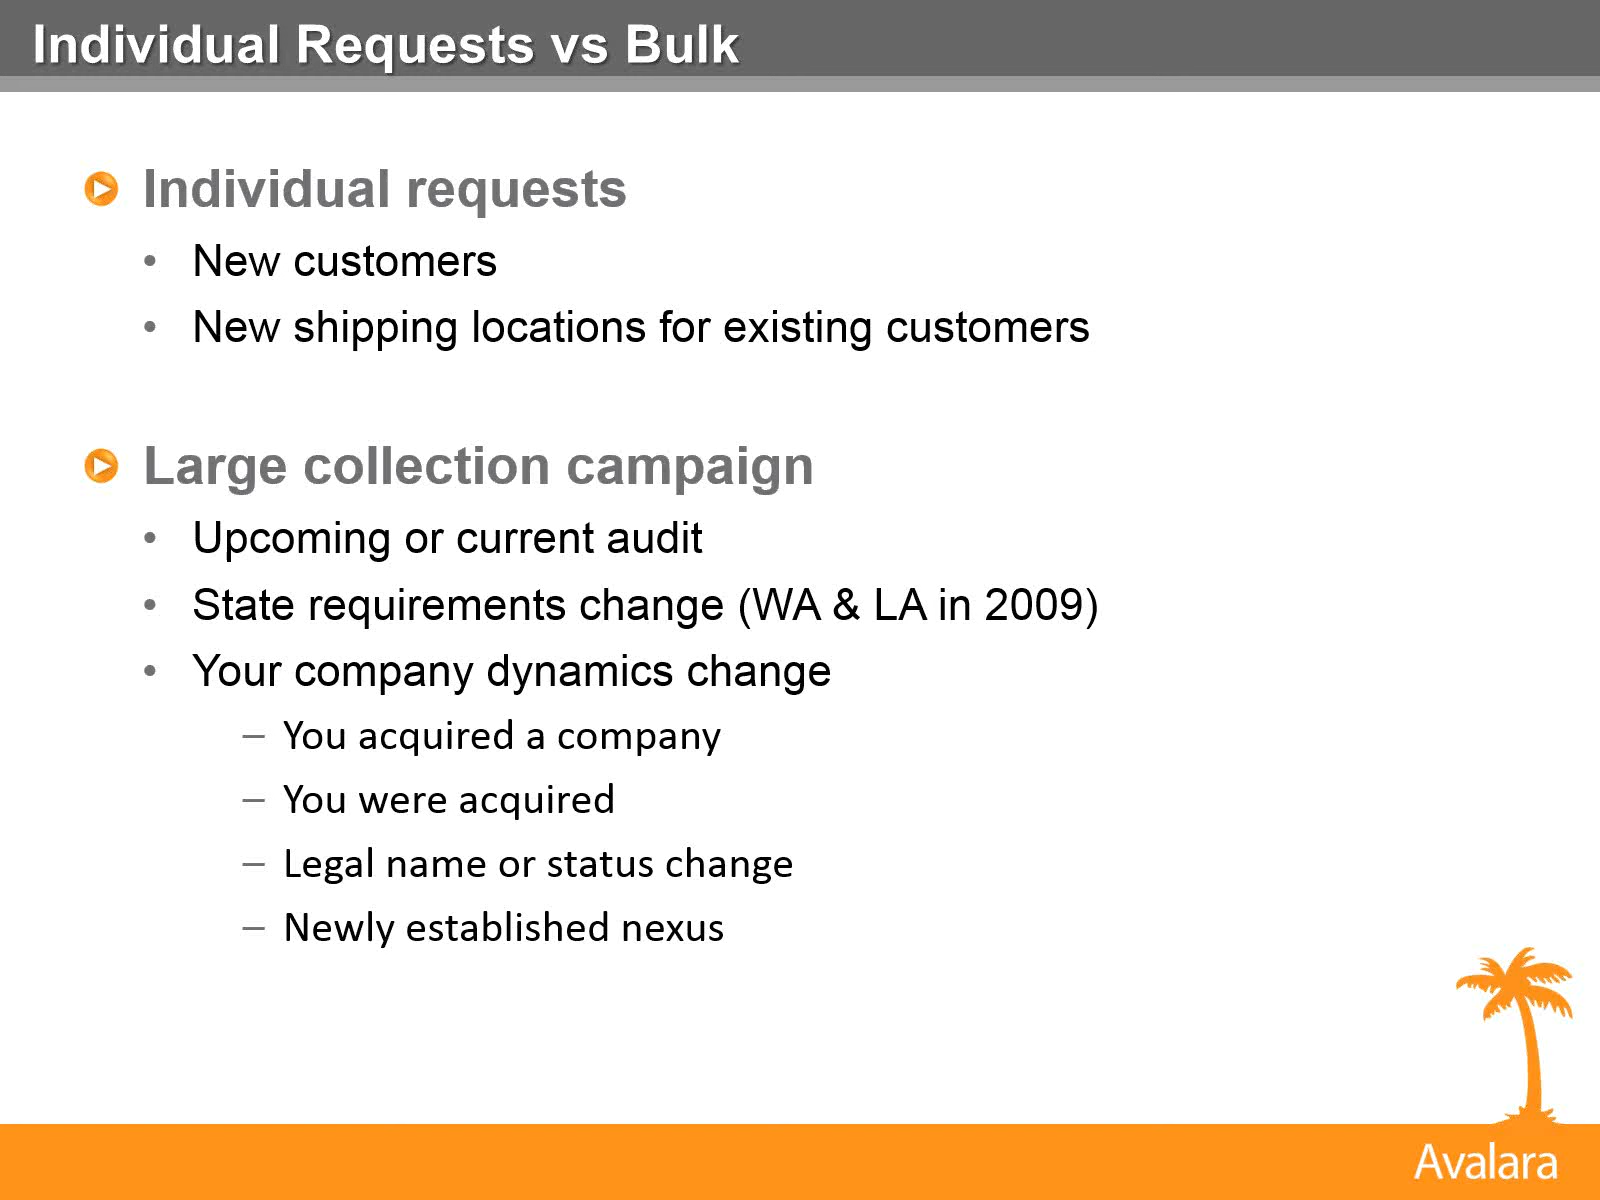 Individual Requests vs Bulk
Individual requests
• New customers
• New shipping locations for existing customers
Large collection campaign
• Upcoming or current audit
• State requirements change (WA & LA in 2009)
• Your company dynamics change
– You acquired a company
– You were acquired
– Legal name or status change
– Newly established nexus
Avalara